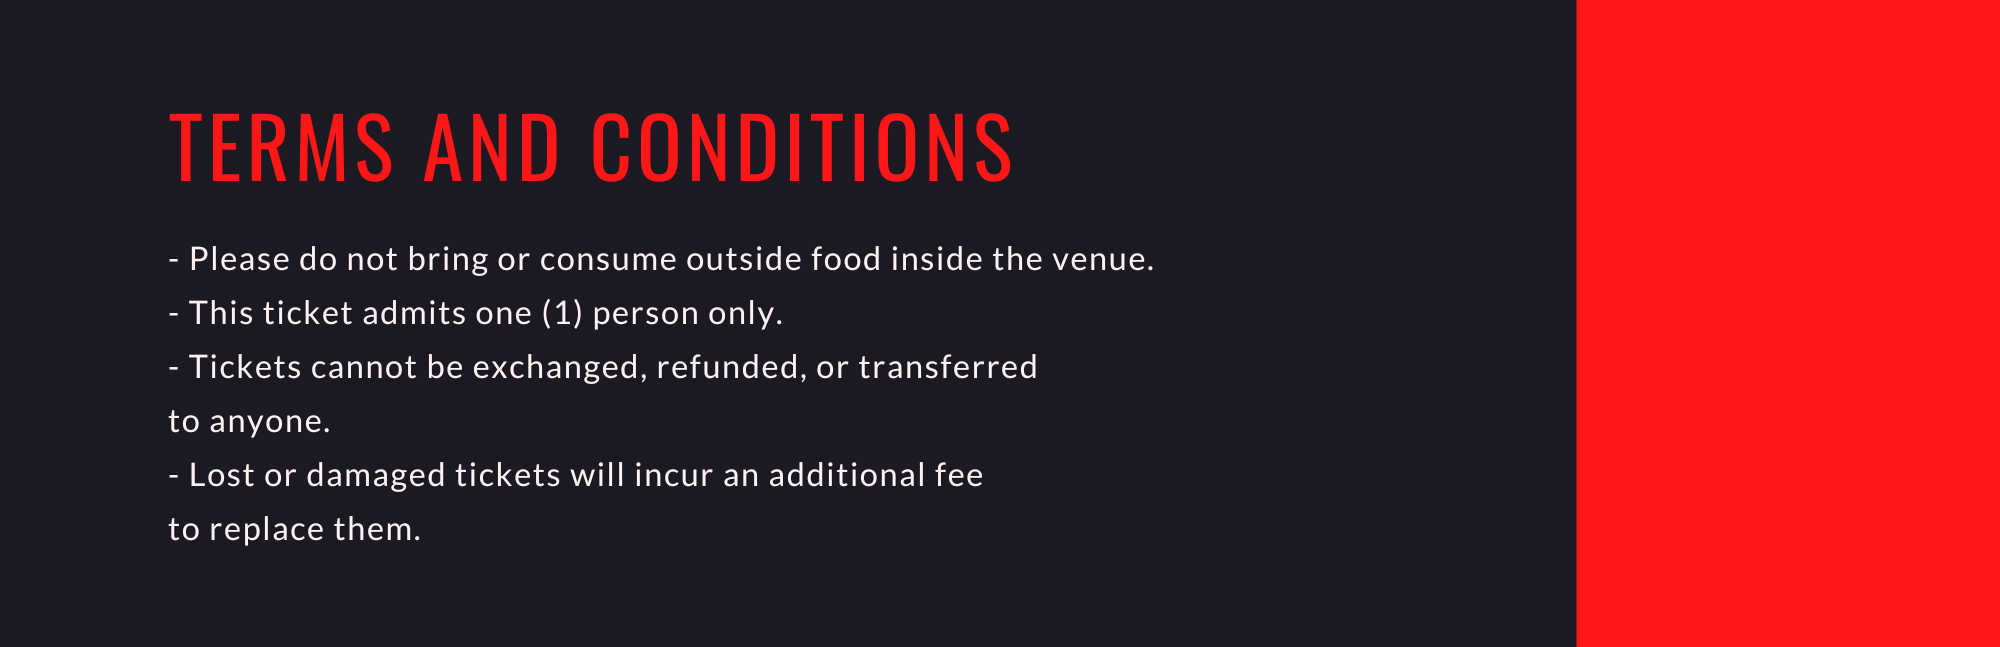 TERMS AND CONDITIONS
- Please do not bring or consume outside food inside the venue.
- This ticket admits one (1) person only.
- Tickets cannot be exchanged, refunded, or transferred
to anyone.
- Lost or damaged tickets will incur an additional fee
to replace them.